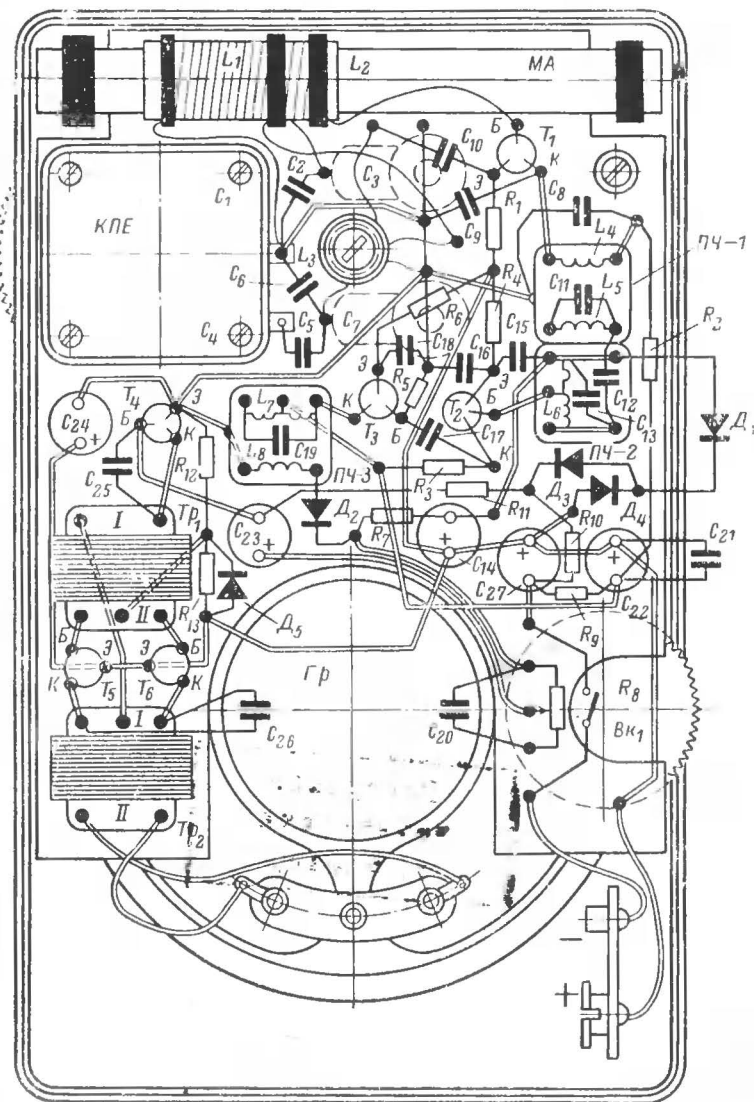 L1 L2 МА
Б T1
C10 К
C2 C3 Э C8
C1
КПЕ R1
C9 L4 ПЧ-1
L3
C6 R4 C11 L5
C4 C5 C7 R6 C15
C18 C16
Э Э
T4 Э R5 Б L6 C12
C24 Б L7 К T2
+ К T3 Б C17 C13
R12 L8 C19 К
C25 ПЧ-3 R3 ПЧ-2
I Тр1 Д2 R11 Д3 Д4
C23 R7 R10 C21
+ + + +
C14 C27 C22
II R13 Д5 R9
Б Э Б Гр
К T5 T6 К R8
I C26 C20 Вк1
II
Тр2
−
+